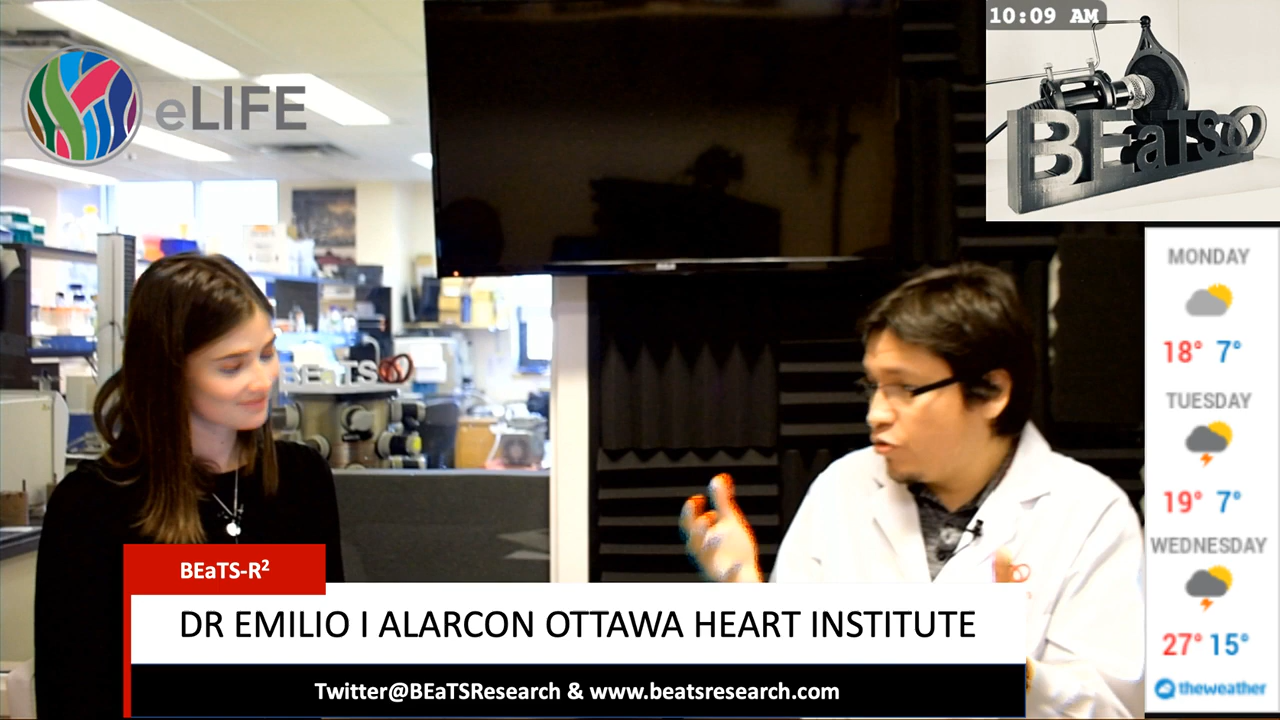 eLIFE
10:09 AM
BEaTS
BEaTS
MONDAY
18° 7°
TUESDAY
19° 7°
WEDNESDAY
27° 15°
theweather
BEaTS-R²
DR EMILIO I ALARCON OTTAWA HEART INSTITUTE
Twitter@BEaTSResearch & www.beatsresearch.com